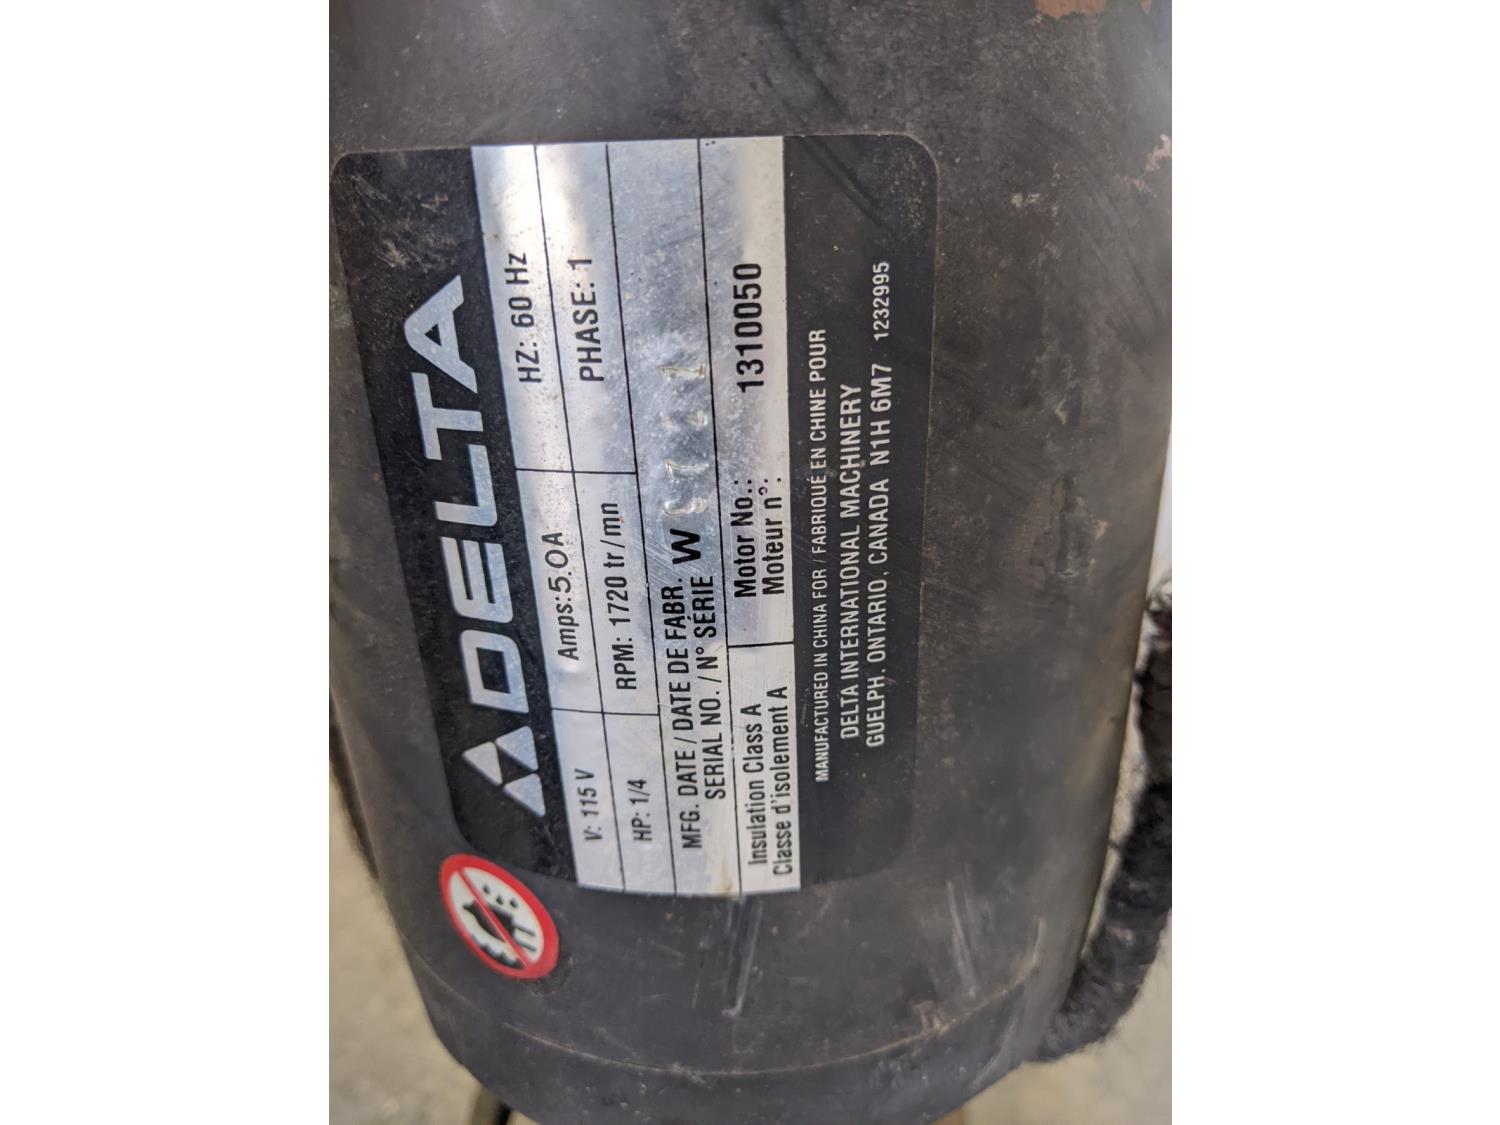 DELTA
V: 115 V Amps: 5.0A HZ: 60 Hz
HP: 1/4 RPM: 1720 tr/mn PHASE: 1
MFG. DATE / DATE DE FABR.
SERIAL NO. / N° SÉRIE W
Insulation Class A Motor No.: 1310050
Classe d'isolement A Moteur n°:
MANUFACTURED IN CHINA FOR / FABRIQUÉ EN CHINE POUR
DELTA INTERNATIONAL MACHINERY
GUELPH, ONTARIO, CANADA N1H 6M7 1232995